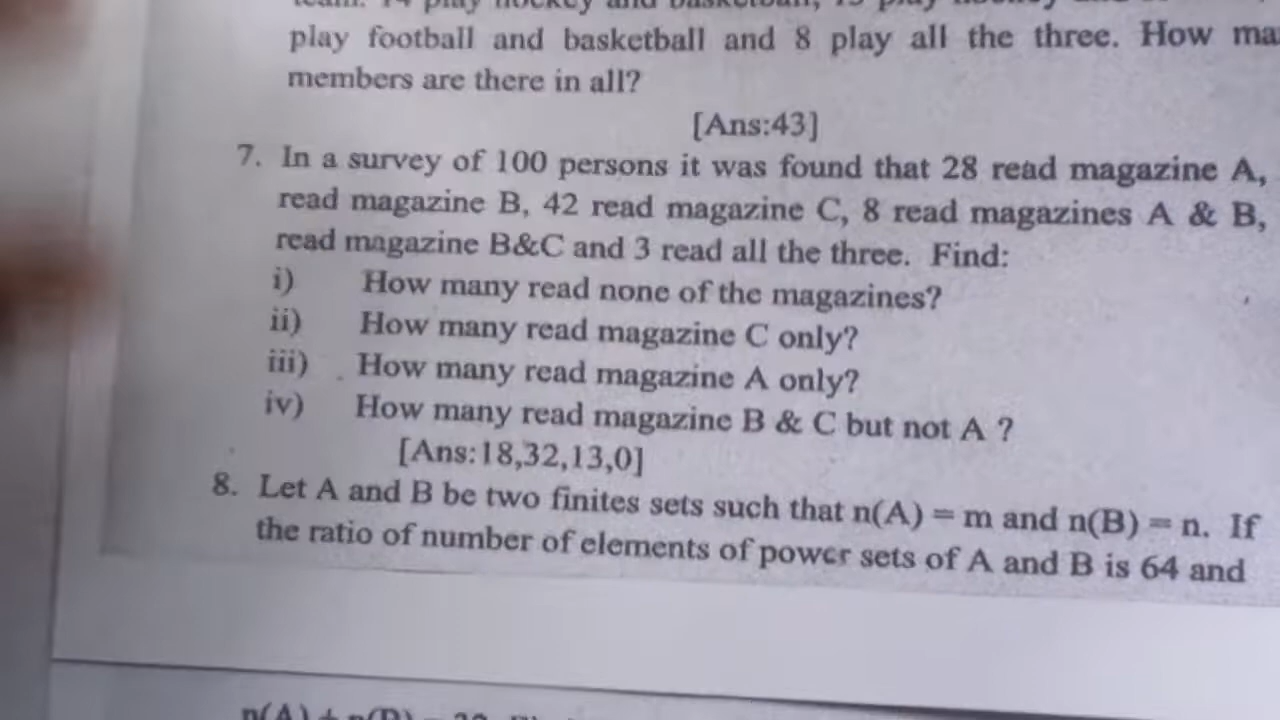 play football and basketball and 8 play all the three. How ma
members are there in all?
[Ans:43]
7. In a survey of 100 persons it was found that 28 read magazine A,
read magazine B, 42 read magazine C, 8 read magazines A & B,
read magazine B&C and 3 read all the three. Find:
i) How many read none of the magazines?
ii) How many read magazine C only?
iii) How many read magazine A only?
iv) How many read magazine B & C but not A ?
[Ans:18,32,13,0]
8. Let A and B be two finites sets such that n(A) = m and n(B) = n. If
the ratio of number of elements of power sets of A and B is 64 and